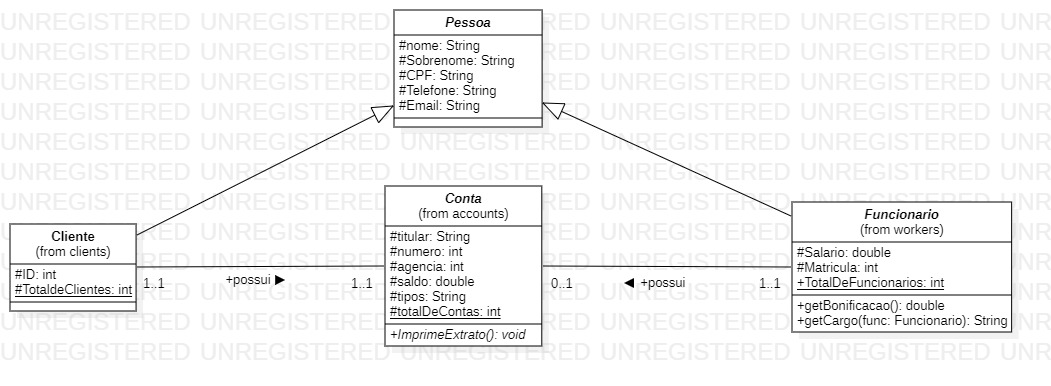 Pessoa
#nome: String
#Sobrenome: String
#CPF: String
#Telefone: String
#Email: String
Conta
(from accounts)
#titular: String
#numero: int
#agencia: int
#saldo: double
#tipos: String
#totalDeContas: int
+ImprimeExtrato(): void
Cliente
(from clients)
#ID: int
#TotaldeClientes: int
1..1
+possui ►
1..1
0..1
◄ +possui
1..1
Funcionario
(from workers)
#Salario: double
#Matricula: int
+TotalDeFuncionarios: int
+getBonificacao(): double
+getCargo(func: Funcionario): String
UNREGISTERED UNREGISTERED UNREGISTERED UNREGISTERED UNREGISTERED UNR